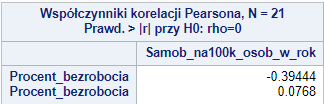 Współczynniki korelacji Pearsona, N = 21
Prawd. > |r| przy H0: rho=0
Samob_na100k_osob_w_rok
Procent_bezrobocia -0.39444
Procent_bezrobocia 0.0768